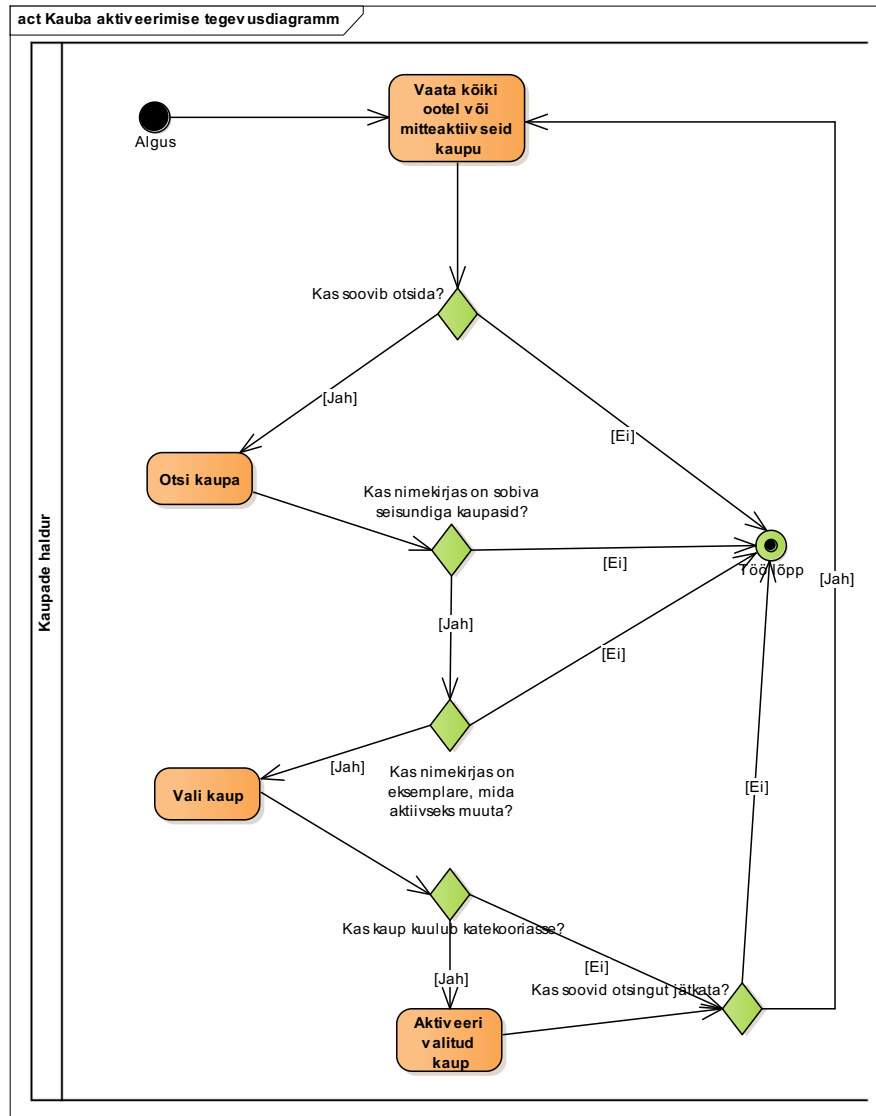 act Kauba aktiveerimise tegevusdiagramm
Kaupade haldur
Algus
Vaata kõiki
ootel või
mitteaktiivseid
kaupu
Kas soovib otsida?
[Jah]
[Ei]
Otsi kaupa
Kas nimekirjas on sobiva
seisundiga kaupasid?
[Ei]
Töö lõpp
[Jah]
[Jah]
[Ei]
[Jah]
Kas nimekirjas on
eksemplare, mida
aktiivseks muuta?
Vali kaup
[Ei]
Kas kaup kuulub katekooriasse?
[Ei]
[Jah]
Kas soovid otsingut jätkata?
Aktiveeri
valitud
kaup